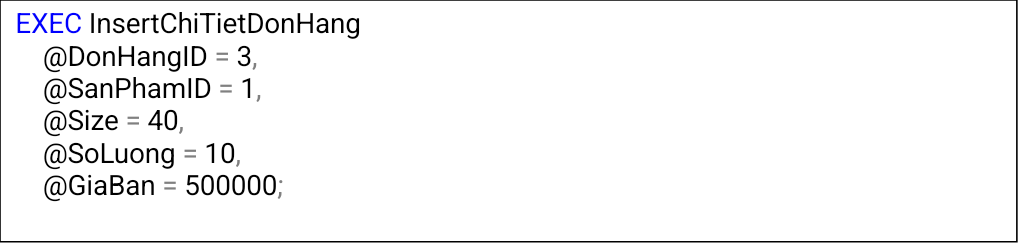 EXEC InsertChiTietDonHang
@DonHangID = 3,
@SanPhamID = 1,
@Size = 40,
@SoLuong = 10,
@GiaBan = 500000;